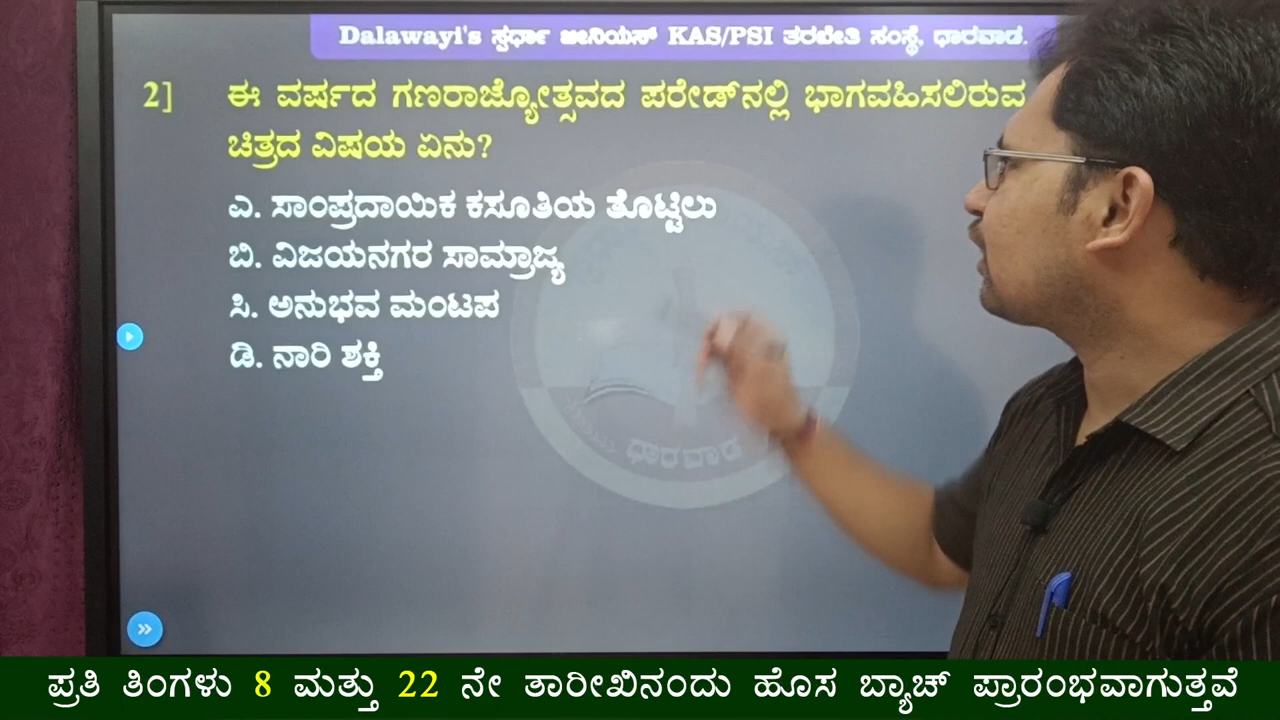 Dalawayi's ಸ್ಪರ್ಧಾ ಜೀನಿಯಸ್ KAS/PSI ತರಬೇತಿ ಸಂಸ್ಥೆ, ಧಾರವಾಡ.
2] ಈ ವರ್ಷದ ಗಣರಾಜ್ಯೋತ್ಸವದ ಪರೇಡ್‌ನಲ್ಲಿ ಭಾಗವಹಿಸಲಿರುವ
ಚಿತ್ರದ ವಿಷಯ ಏನು?
ಎ. ಸಾಂಪ್ರದಾಯಿಕ ಕಸೂತಿಯ ತೊಟ್ಟಿಲು
ಬಿ. ವಿಜಯನಗರ ಸಾಮ್ರಾಜ್ಯ
ಸಿ. ಅನುಭವ ಮಂಟಪ
ಡಿ. ನಾರಿ ಶಕ್ತಿ
ಧಾರವಾಡ
ಪ್ರತಿ ತಿಂಗಳು 8 ಮತ್ತು 22 ನೇ ತಾರೀಖಿನಂದು ಹೊಸ ಬ್ಯಾಚ್ ಪ್ರಾರಂಭವಾಗುತ್ತವೆ